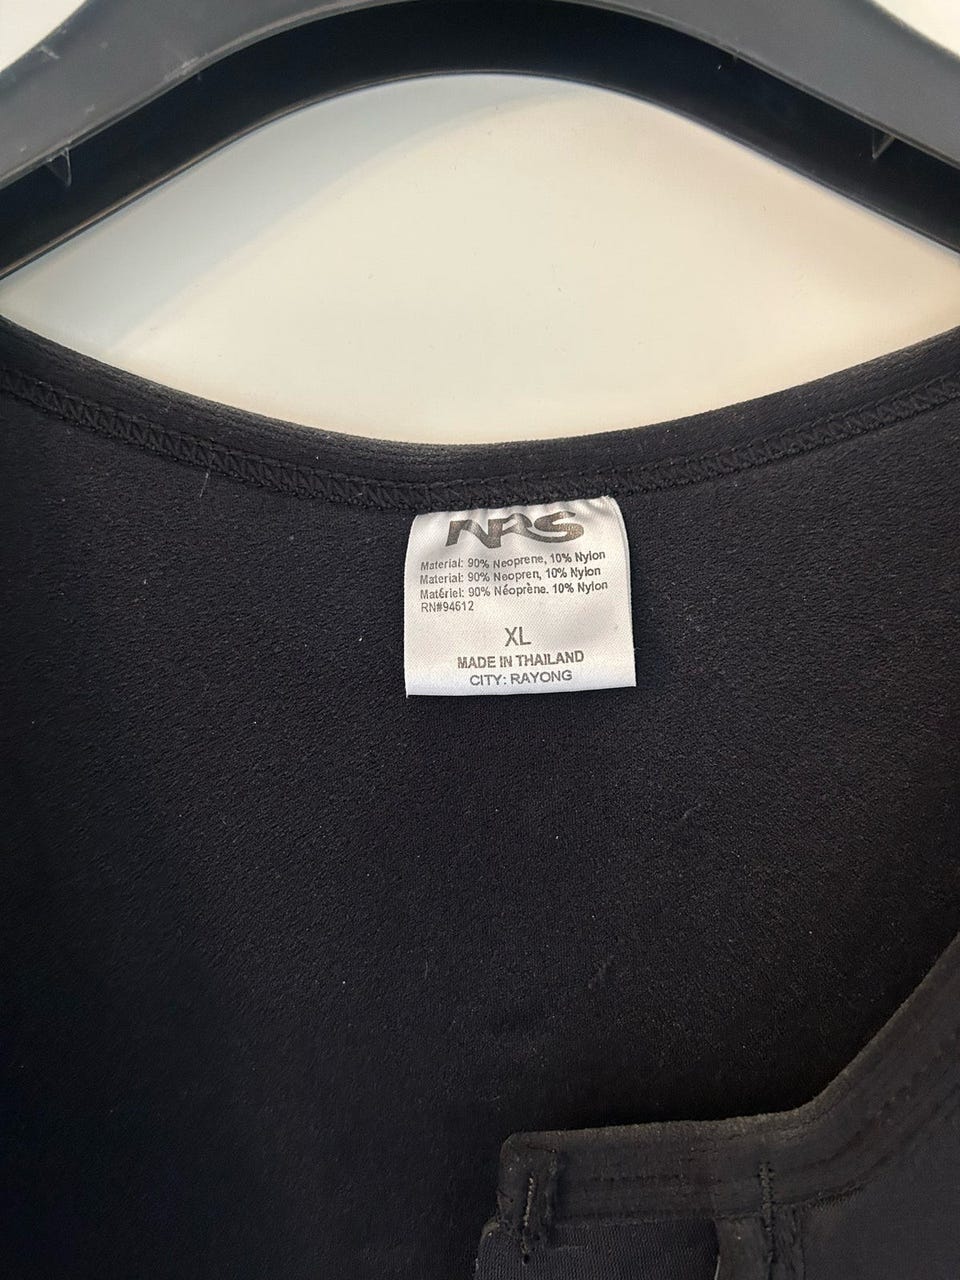 NRS
Material: 90% Neoprene, 10% Nylon
Material: 90% Neopren, 10% Nylon
Matériel: 90% Néoprène. 10% Nylon
RN#94612
XL
MADE IN THAILAND
CITY: RAYONG